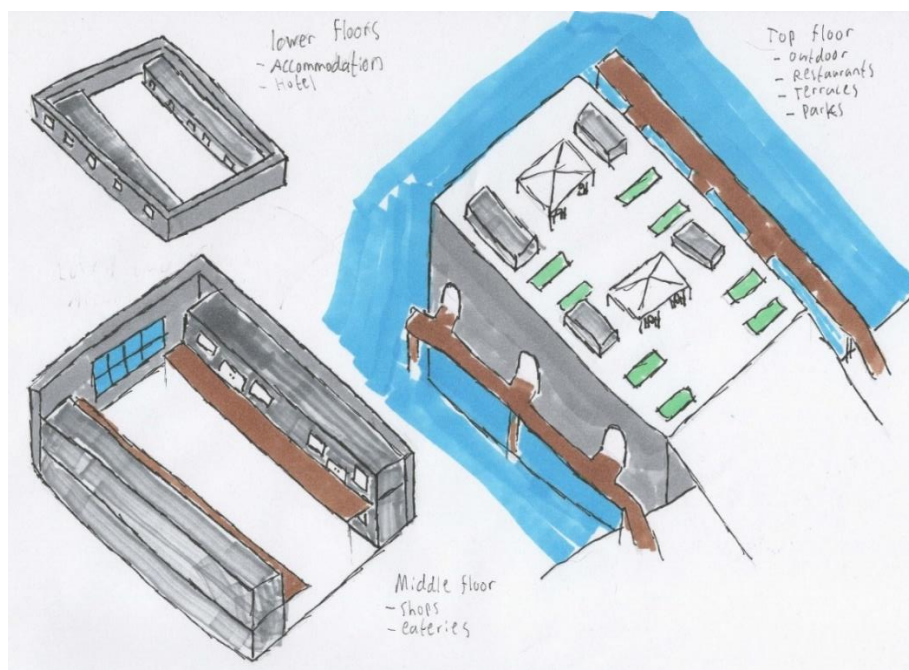 lower floors
- Accommodation
- Hotel
Top floor
- outdoor
- Restaurants
- Terraces
- parks
Middle floor
- shops
- eateries